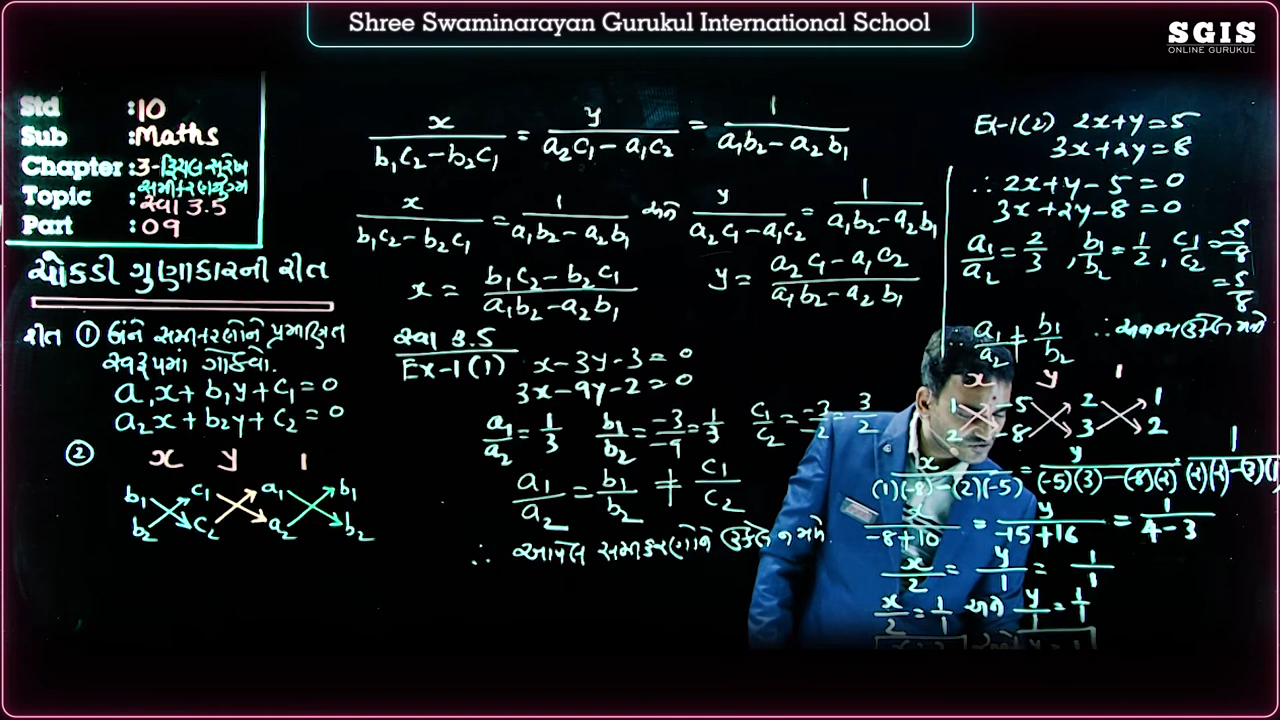 Shree Swaminarayan Gurukul International School
SGIS
ONLINE GURUKUL
Std : 10
Sub : Maths
Chapter : 3-દ્વિચલ સુરેખ
સમીકરણયુગ્મ
Topic : સ્વા 3.5
Part : 09
ચોકડી ગુણાકારની રીત
રીત ① બંને સમીકરણોને પ્રમાણિત
સ્વરૂપમાં ગોઠવવા.
a₁x + b₁y + c₁ = 0
a₂x + b₂y + c₂ = 0
② x y 1
b₁ c₁ a₁ b₁
b₂ c₂ a₂ b₂
x/(b₁c₂ − b₂c₁) = y/(a₂c₁ − a₁c₂) = 1/(a₁b₂ − a₂b₁)
x/(b₁c₂ − b₂c₁) = 1/(a₁b₂ − a₂b₁) અને y/(a₂c₁ − a₁c₂) = 1/(a₁b₂ − a₂b₁)
x = (b₁c₂ − b₂c₁)/(a₁b₂ − a₂b₁) y = (a₂c₁ − a₁c₂)/(a₁b₂ − a₂b₁)
સ્વા 3.5
Ex-1(1) x − 3y − 3 = 0
3x − 9y − 2 = 0
a₁/a₂ = 1/3 b₁/b₂ = −3/−9 = 1/3 c₁/c₂ = −3/−2 = 3/2
a₁/a₂ = b₁/b₂ ≠ c₁/c₂
∴ આપેલ સમીકરણોને ઉકેલ ન મળે.
Ex-1(2) 2x + y = 5
3x + 2y = 8
∴ 2x + y − 5 = 0
3x + 2y − 8 = 0
a₁/a₂ = 2/3 , b₁/b₂ = 1/2 , c₁/c₂ = −5/−8
= 5/8
∴ a₁/a₂ ≠ b₁/b₂ ∴ અનન્ય ઉકેલ મળે
x y 1
1 −5 2 1
2 −8 3 2
x/((1)(−8) − (2)(−5)) = y/((−5)(3) − (−8)(2)) =
x/(−8 + 10) = y/(−15 + 16) = 1/(4 − 3)
x/2 = y/1 = 1/1
x/2 = 1/1 અને y/1 = 1/1